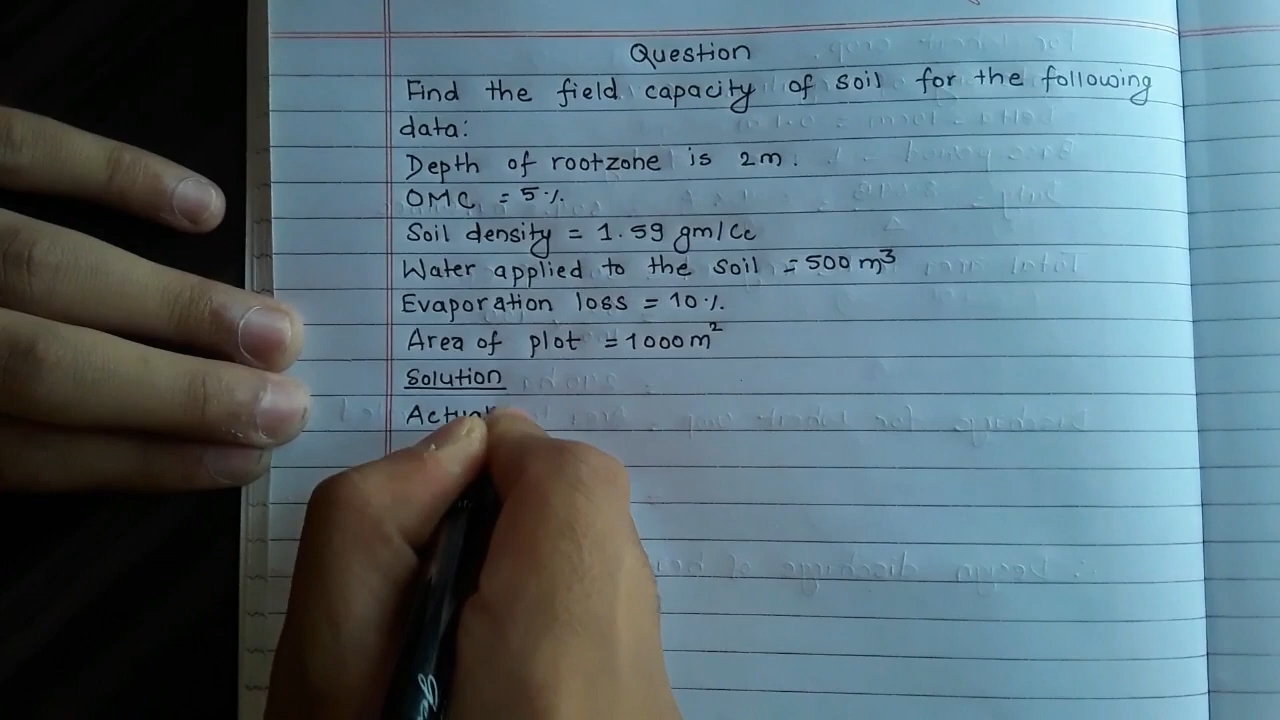 Question
Find the field capacity of soil for the following
data:
Depth of rootzone is 2m.
OMC = 5%
Soil density = 1.59 gm/cc
Water applied to the soil = 500 m³
Evaporation loss = 10%
Area of plot = 1000 m²
Solution
Actual